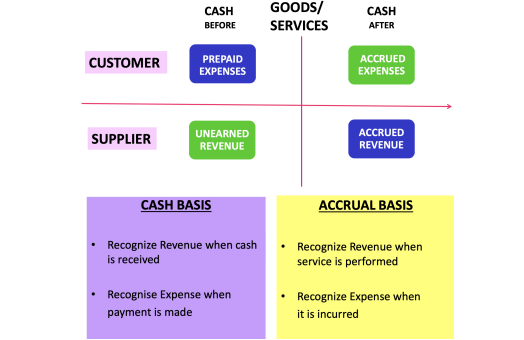 CASH
BEFORE
GOODS/
SERVICES
CASH
AFTER
CUSTOMER
PREPAID
EXPENSES
ACCRUED
EXPENSES
SUPPLIER
UNEARNED
REVENUE
ACCRUED
REVENUE
CASH BASIS
• Recognize Revenue when cash
is received
• Recognise Expense when
payment is made
ACCRUAL BASIS
• Recognize Revenue when
service is performed
• Recognize Expense when
it is incurred